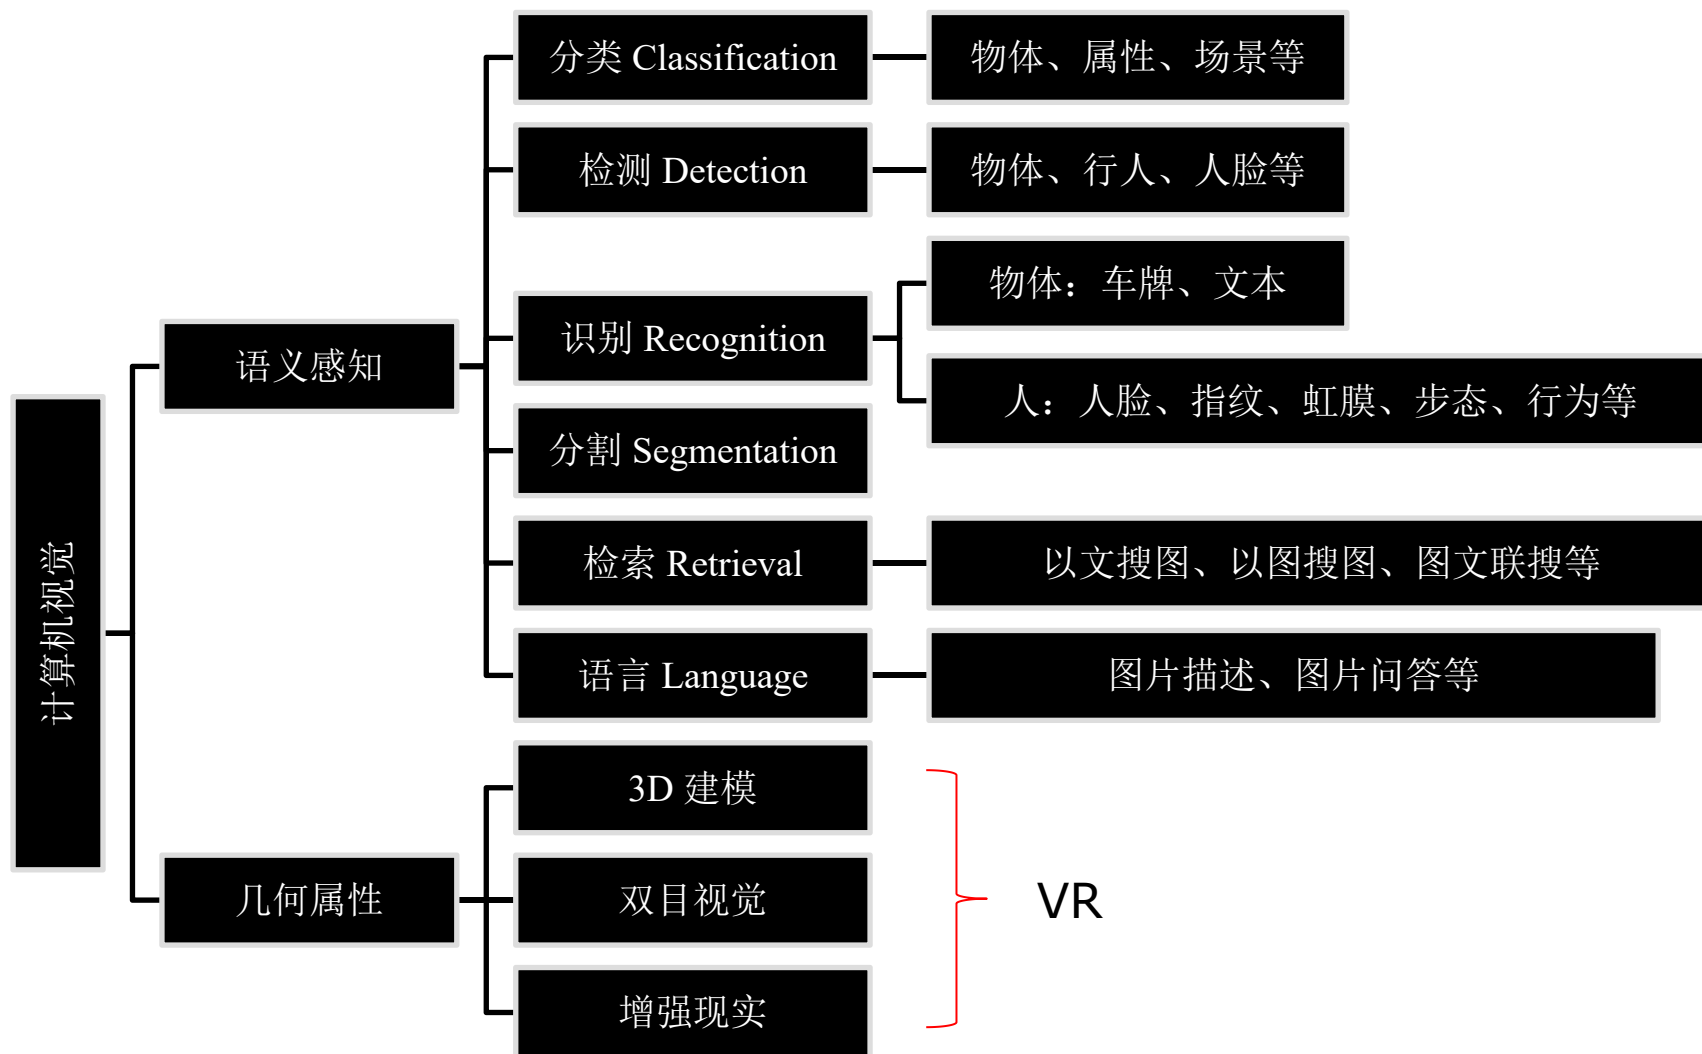 计算机视觉
语义感知
分类 Classification
物体、属性、场景等
检测 Detection
物体、行人、人脸等
识别 Recognition
物体：车牌、文本
人：人脸、指纹、虹膜、步态、行为等
分割 Segmentation
检索 Retrieval
以文搜图、以图搜图、图文联搜等
语言 Language
图片描述、图片问答等
几何属性
3D 建模
双目视觉
增强现实
VR